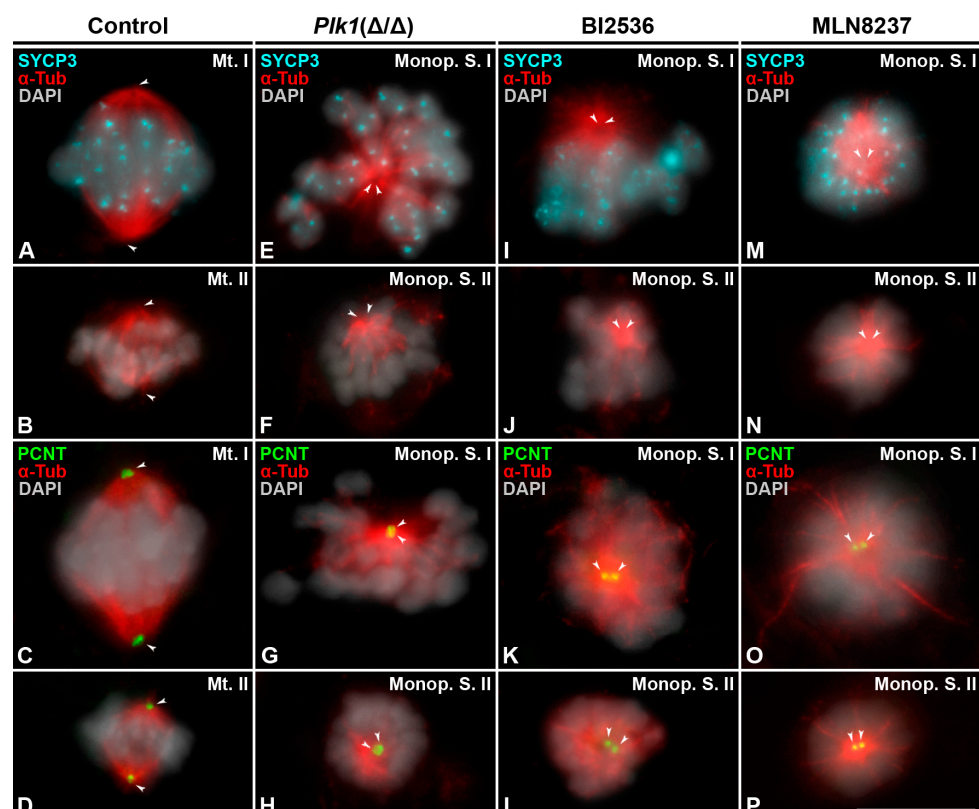 Control
Plk1(Δ/Δ)
BI2536
MLN8237
SYCP3
α-Tub
DAPI
Mt. I
A
SYCP3
α-Tub
DAPI
Monop. S. I
E
SYCP3
α-Tub
DAPI
Monop. S. I
I
SYCP3
α-Tub
DAPI
Monop. S. I
M
Mt. II
B
Monop. S. II
F
Monop. S. II
J
Monop. S. II
N
PCNT
α-Tub
DAPI
Mt. I
C
PCNT
α-Tub
DAPI
Monop. S. I
G
PCNT
α-Tub
DAPI
Monop. S. I
K
PCNT
α-Tub
DAPI
Monop. S. I
O
Mt. II
D
Monop. S. II
H
Monop. S. II
L
Monop. S. II
P